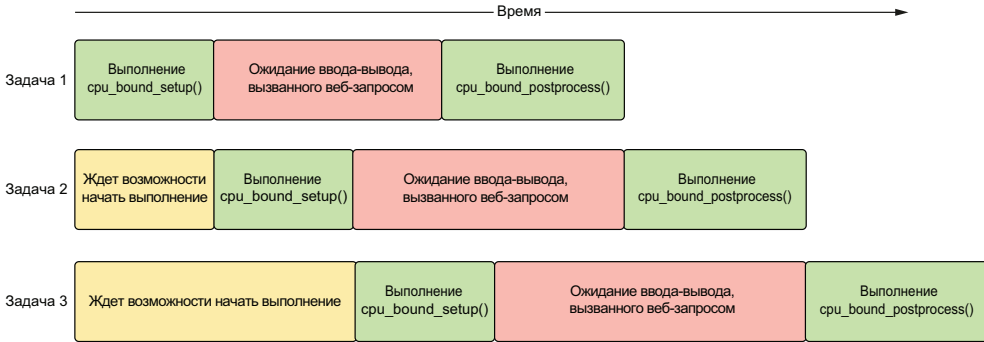 Время
Задача 1
Выполнение
cpu_bound_setup()
Ожидание ввода-вывода,
вызванного веб-запросом
Выполнение
cpu_bound_postprocess()
Задача 2
Ждет возможности
начать выполнение
Выполнение
cpu_bound_setup()
Ожидание ввода-вывода,
вызванного веб-запросом
Выполнение
cpu_bound_postprocess()
Задача 3
Ждет возможности начать выполнение
Выполнение
cpu_bound_setup()
Ожидание ввода-вывода,
вызванного веб-запросом
Выполнение
cpu_bound_postprocess()